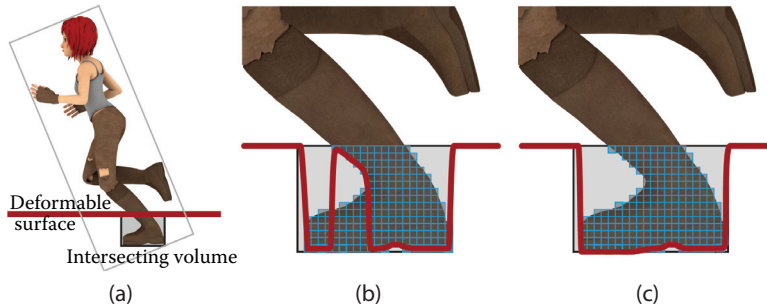 Deformable
surface
Intersecting volume
(a)
(b)
(c)